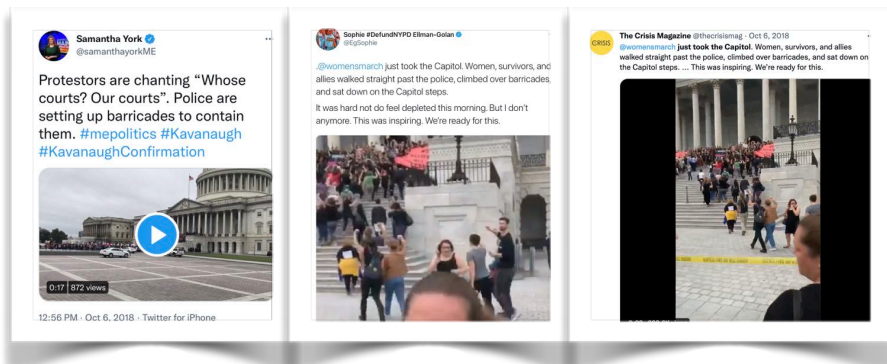 Samantha York
@samanthayorkME
Protestors are chanting “Whose
courts? Our courts”. Police are
setting up barricades to contain
them. #mepolitics #Kavanaugh
#KavanaughConfirmation
0:17 872 views
12:56 PM · Oct 6, 2018 · Twitter for iPhone
Sophie #DefundNYPD Ellman-Golan
@EgSophie
.@womensmarch just took the Capitol. Women, survivors, and
allies walked straight past the police, climbed over barricades,
and sat down on the Capitol steps.
It was hard not do feel depleted this morning. But I don't
anymore. This was inspiring. We're ready for this.
CRISIS
The Crisis Magazine @thecrisismag · Oct 6, 2018
@womensmarch just took the Capitol. Women, survivors, and allies
walked straight past the police, climbed over barricades, and sat down on
the Capitol steps. ... This was inspiring. We're ready for this.